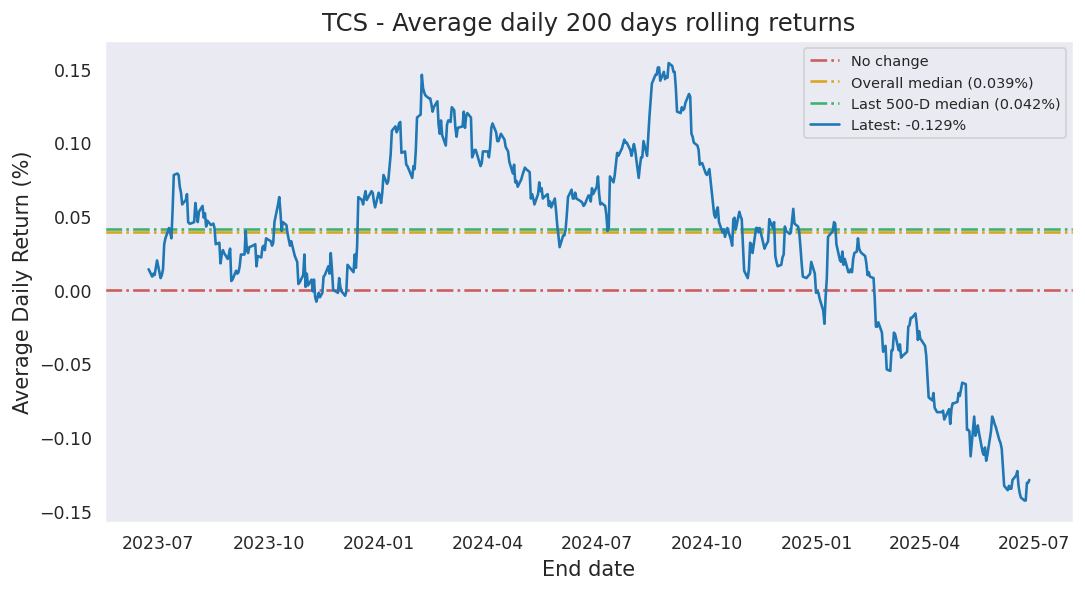 TCS - Average daily 200 days rolling returns
No change
Overall median (0.039%)
Last 500-D median (0.042%)
Latest: -0.129%
Average Daily Return (%)
0.15
0.10
0.05
0.00
−0.05
−0.10
−0.15
2023-07 2023-10 2024-01 2024-04 2024-07 2024-10 2025-01 2025-04 2025-07
End date